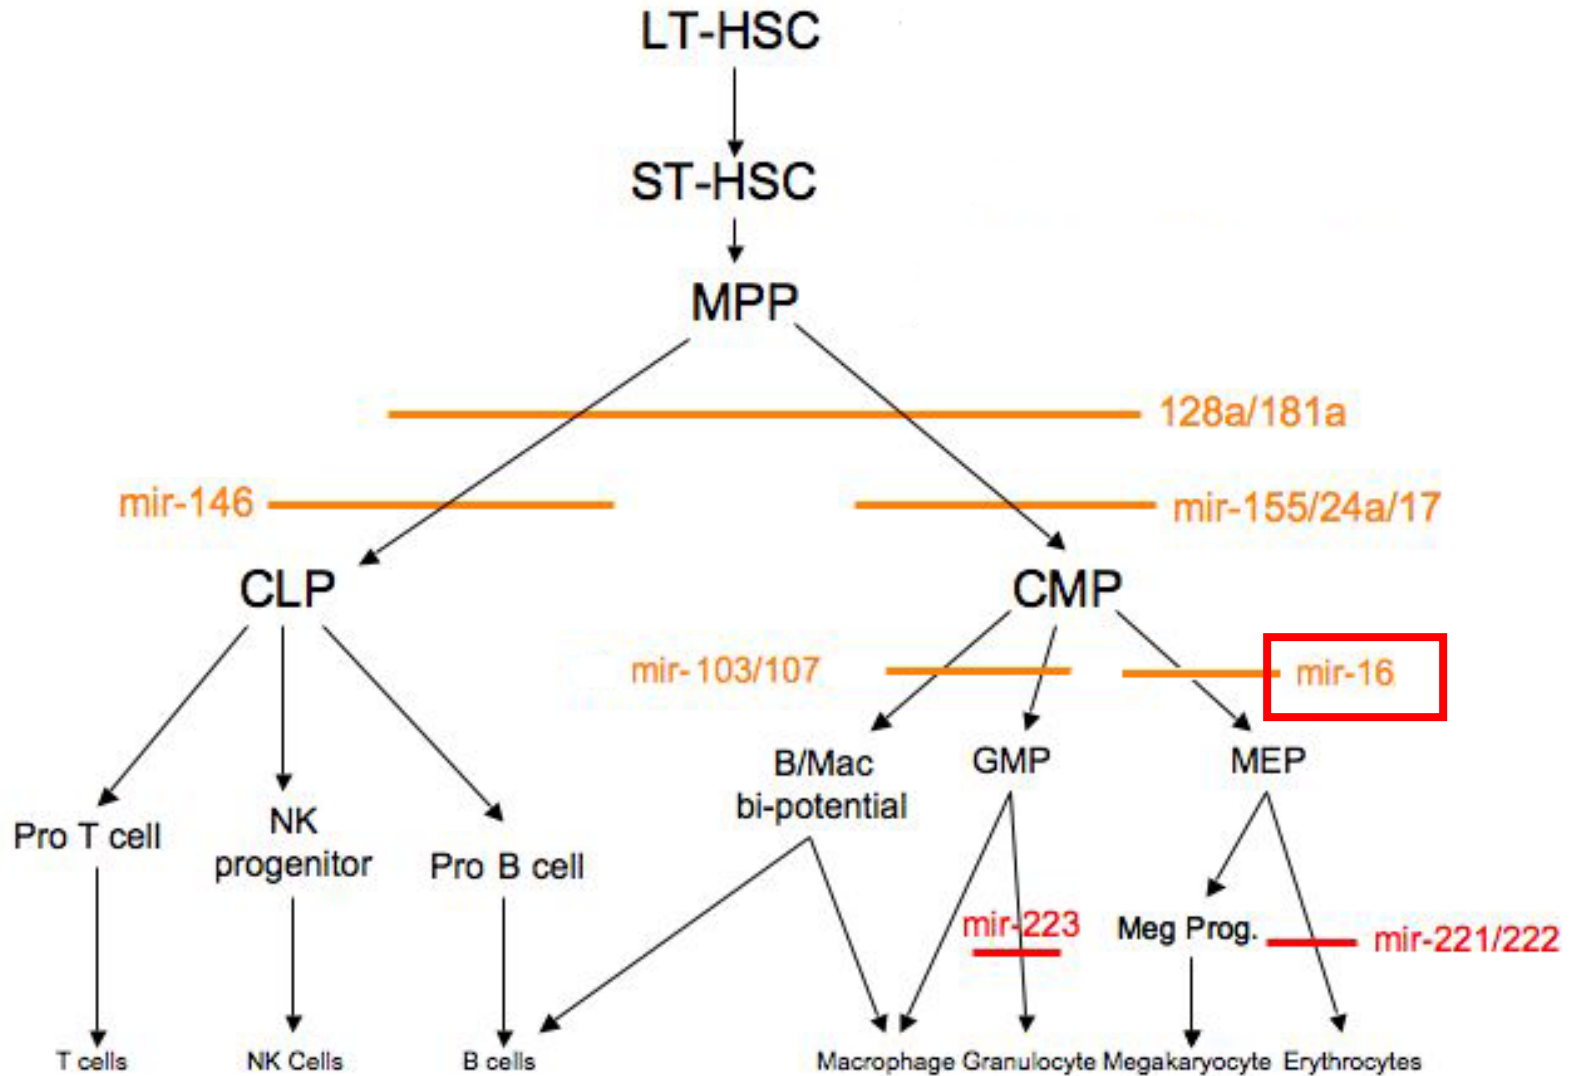 LT-HSC
ST-HSC
MPP
128a/181a
mir-146
mir-155/24a/17
CLP
CMP
mir-103/107
mir-16
B/Mac
bi-potential
GMP
MEP
Pro T cell
NK
progenitor
Pro B cell
mir-223
Meg Prog.
mir-221/222
T cells
NK Cells
B cells
Macrophage
Granulocyte
Megakaryocyte
Erythrocytes